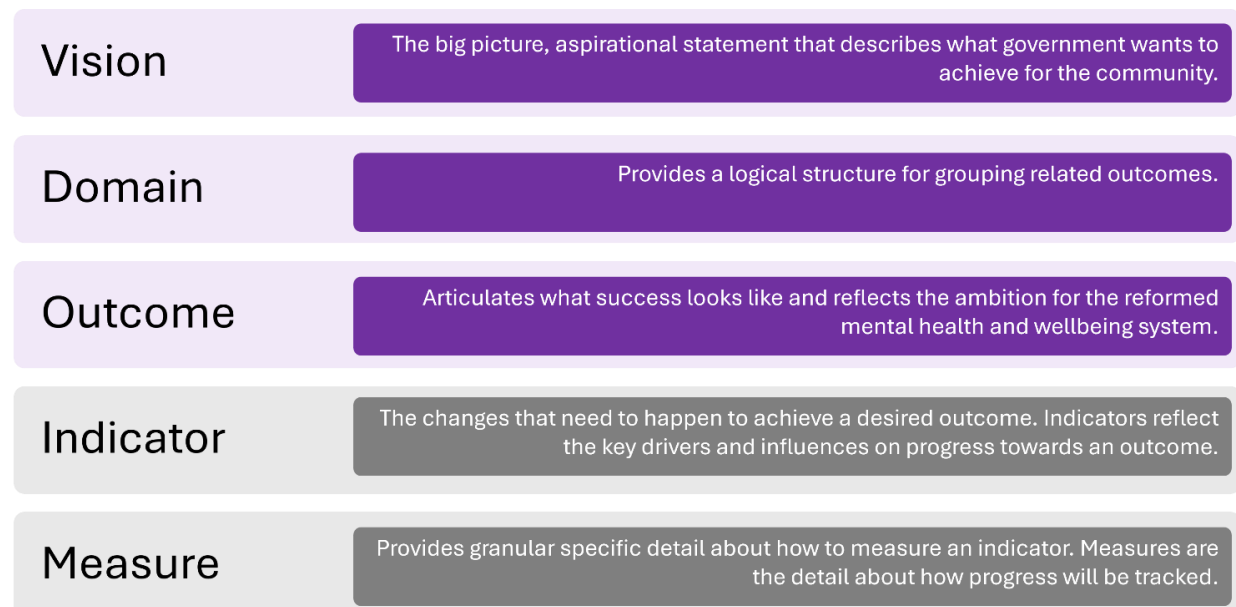 Vision
The big picture, aspirational statement that describes what government wants to
achieve for the community.
Domain
Provides a logical structure for grouping related outcomes.
Outcome
Articulates what success looks like and reflects the ambition for the reformed
mental health and wellbeing system.
Indicator
The changes that need to happen to achieve a desired outcome. Indicators reflect
the key drivers and influences on progress towards an outcome.
Measure
Provides granular specific detail about how to measure an indicator. Measures are
the detail about how progress will be tracked.